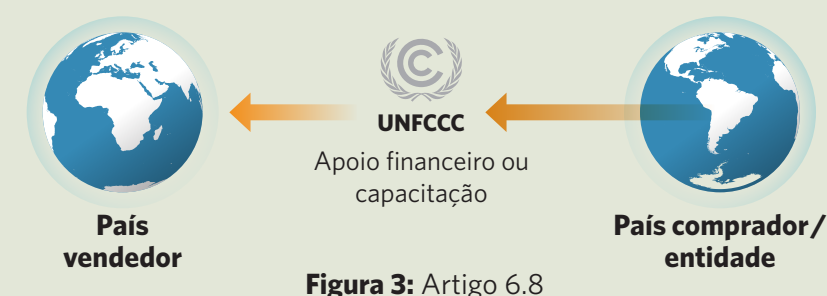 UNFCCC
Apoio financeiro ou
capacitação
País
vendedor
País comprador/
entidade
Figura 3: Artigo 6.8